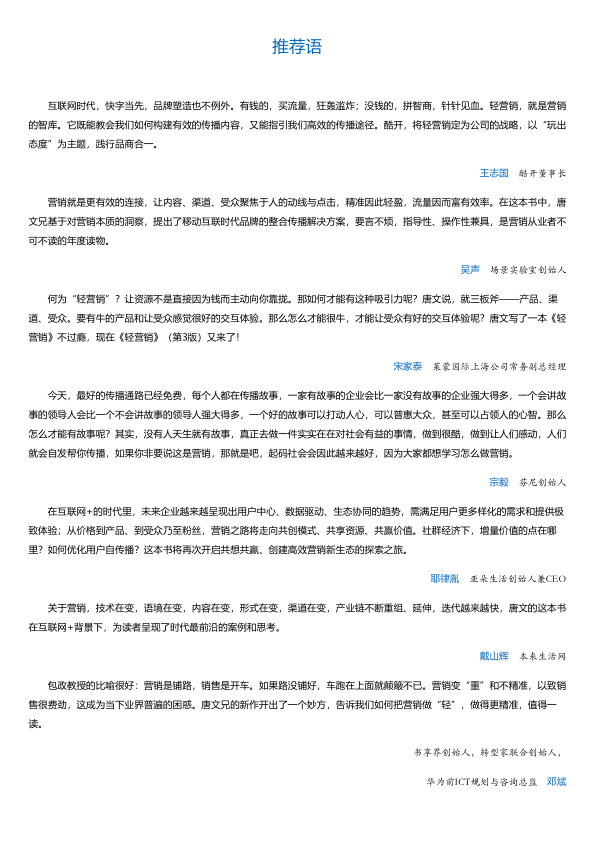 推荐语
互联网时代，快字当先，品牌塑造也不例外。有钱的，买流量，狂轰滥炸；没钱的，拼智商，针针见血。轻营销，就是营销
的智库。它既能教会我们如何构建有效的传播内容，又能指引我们高效的传播途径。酷开，将轻营销定为公司的战略，以“玩出
态度”为主题，践行品商合一。
王志国 酷开董事长
营销就是更有效的连接，让内容、渠道、受众聚焦于人的动线与点击，精准因此轻盈，流量因而富有效率。在这本书中，唐
文兄基于对营销本质的洞察，提出了移动互联时代品牌的整合传播解决方案，要言不烦，指导性、操作性兼具，是营销从业者不
可不读的年度读物。
吴声 场景实验室创始人
何为“轻营销”？让资源不是直接因为钱而主动向你靠拢。那如何才能有这种吸引力呢？唐文说，就三板斧——产品、渠
道、受众。要有牛的产品和让受众感觉很好的交互体验。那么怎么才能很牛，才能让受众有好的交互体验呢？唐文写了一本《轻
营销》不过瘾，现在《轻营销》（第3版）又来了！
宋家泰 莱蒙国际上海公司常务副总经理
今天，最好的传播通路已经免费，每个人都在传播故事，一家有故事的企业会比一家没有故事的企业强大得多，一个会讲故
事的领导人会比一个不会讲故事的领导人强大得多，一个好的故事可以打动人心，可以普惠大众，甚至可以占领人的心智。那么
怎么才能有故事呢？其实，没有人天生就有故事，真正去做一件实实在在对社会有益的事情，做到很酷，做到让人们感动，人们
就会自发帮你传播，如果你非要说这是营销，那就是吧，起码社会会因此越来越好，因为大家都想学习怎么做营销。
宗毅 芬尼创始人
在互联网+的时代里，未来企业越来越呈现出用户中心、数据驱动、生态协同的趋势，需满足用户更多样化的需求和提供极
致体验；从价格到产品、到受众乃至粉丝，营销之路将走向共创模式、共享资源、共赢价值。社群经济下，增量价值的点在哪
里？如何优化用户自传播？这本书将再次开启共想共赢、创建高效营销新生态的探索之旅。
耶律胤 亚朵生活创始人兼CEO
关于营销，技术在变，语境在变，内容在变，形式在变，渠道在变，产业链不断重组、延伸，迭代越来越快，唐文的这本书
在互联网+背景下，为读者呈现了时代最前沿的案例和思考。
戴山辉 本来生活网
包政教授的比喻很好：营销是铺路，销售是开车。如果路没铺好，车跑在上面就颠簸不已。营销变“重”和不精准，以致销
售很费劲，这成为当下业界普遍的困惑。唐文兄的新作开出了一个妙方，告诉我们如何把营销做“轻”，做得更精准，值得一
读。
书享界创始人，转型家联合创始人，
华为前ICT规划与咨询总监 邓斌